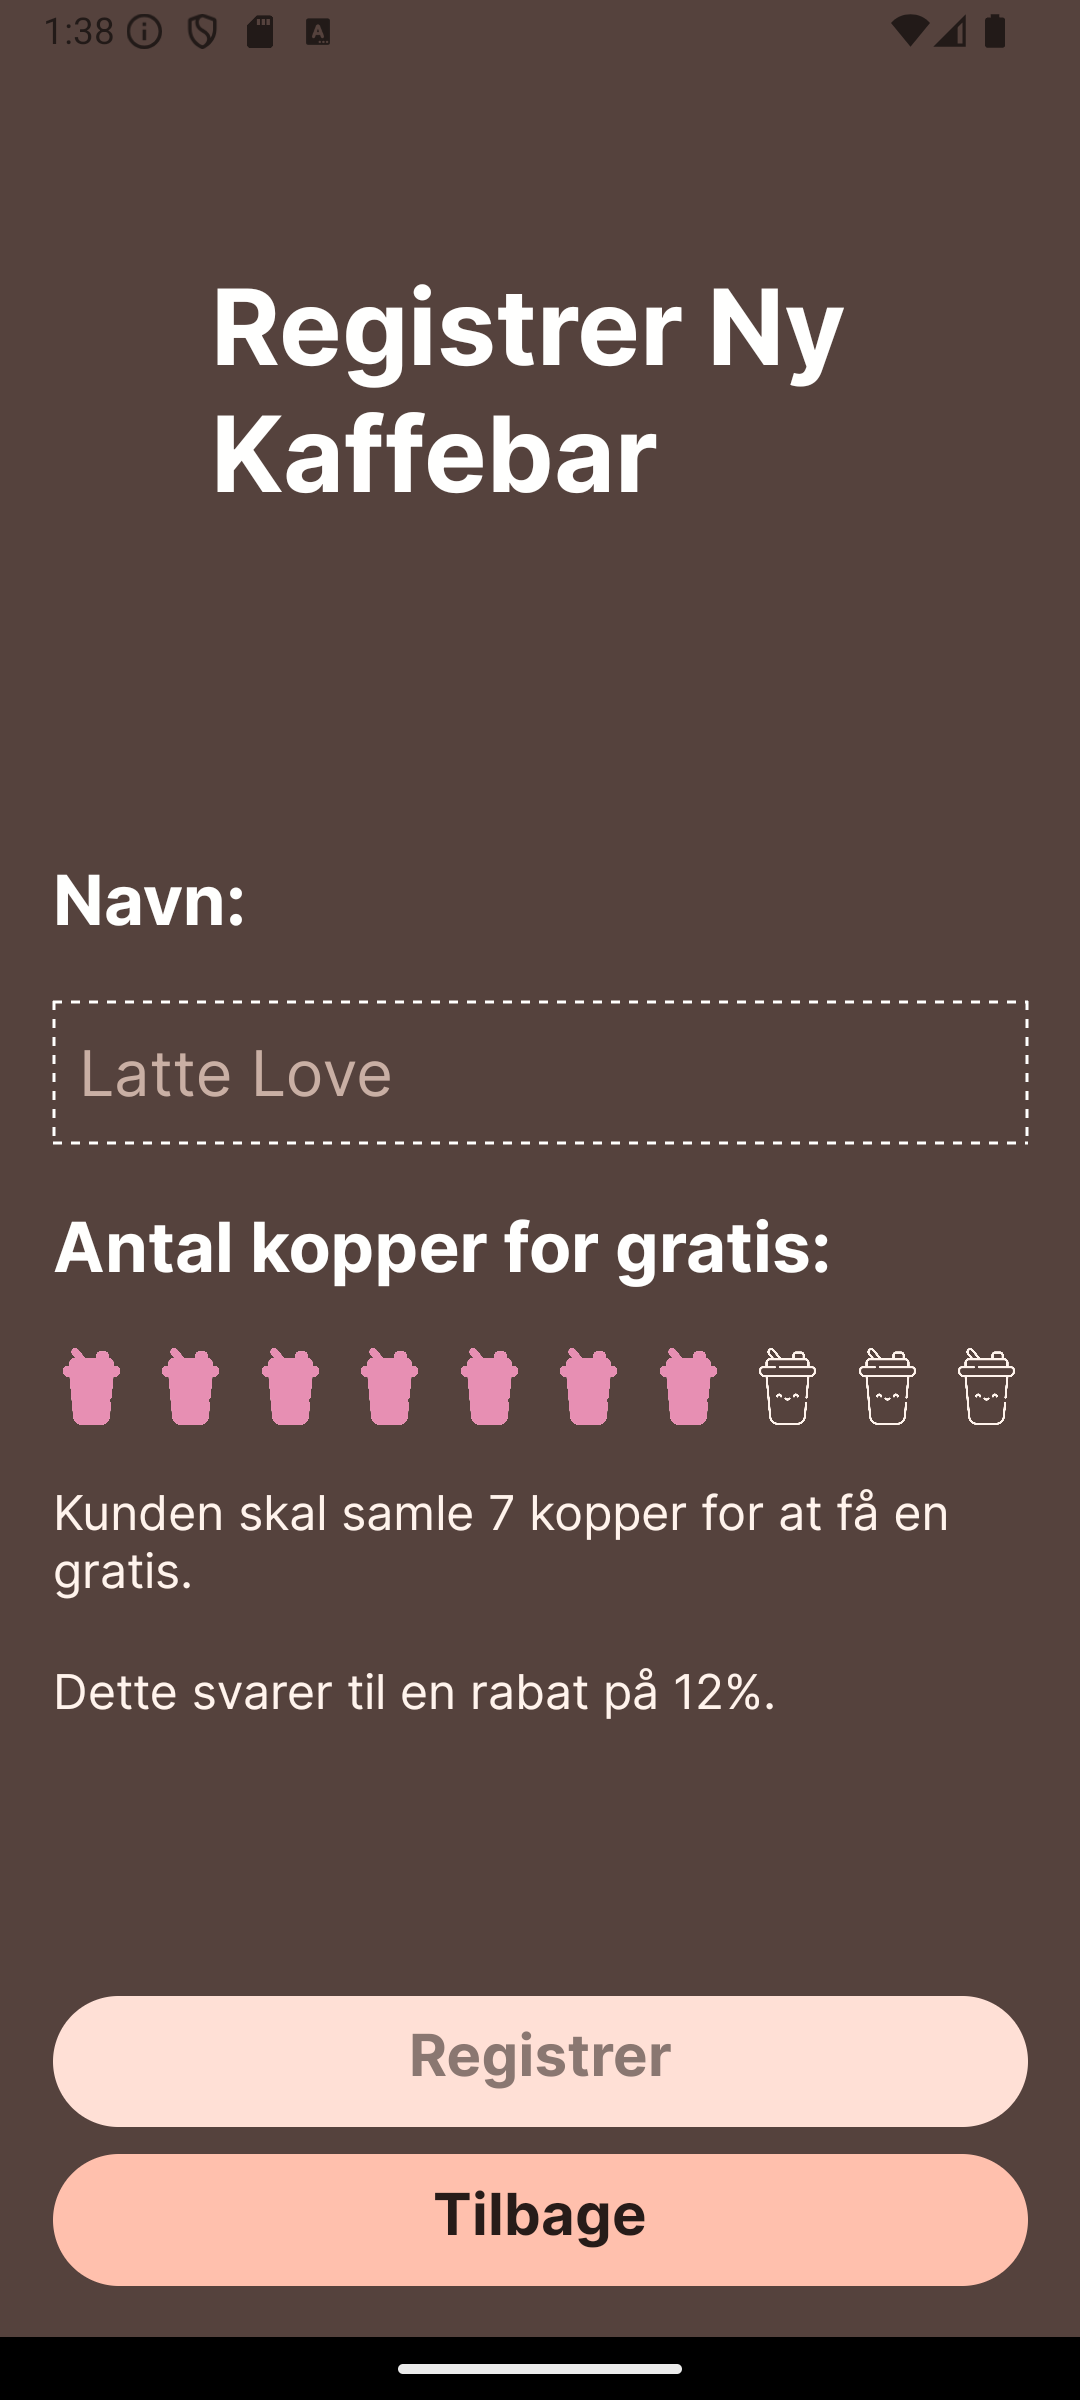 1:38
Registrer Ny
Kaffebar
Navn:
Latte Love
Antal kopper for gratis:
Kunden skal samle 7 kopper for at få en
gratis.
Dette svarer til en rabat på 12%.
Registrer
Tilbage